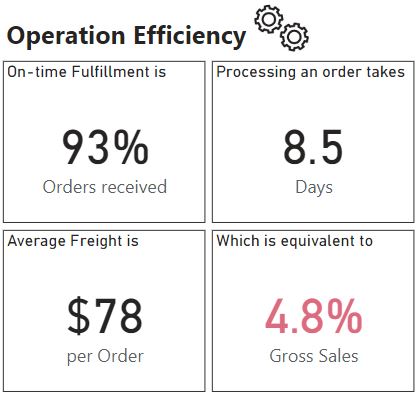 Operation Efficiency
On-time Fulfillment is
93%
Orders received
Processing an order takes
8.5
Days
Average Freight is
$78
per Order
Which is equivalent to
4.8%
Gross Sales